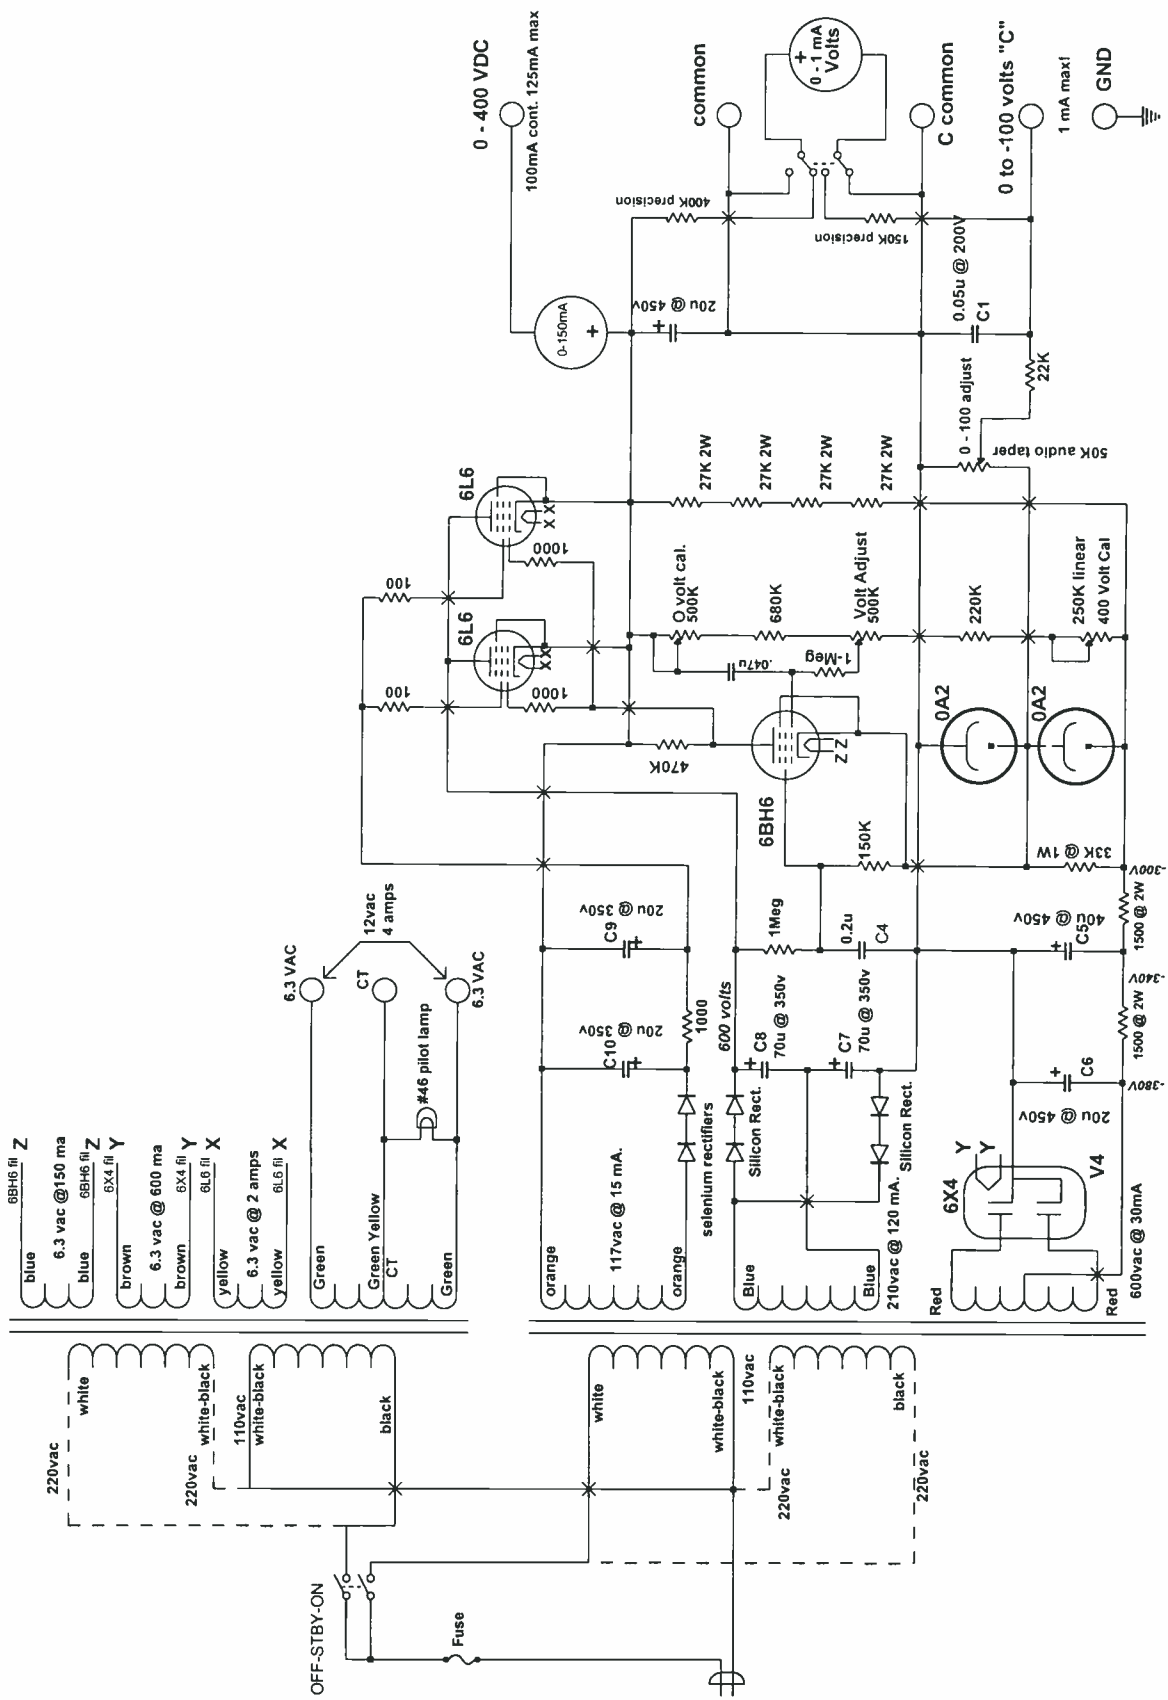 0 - 400 VDC
100mA cont. 125mA max
common
+
0 - 1 mA
Volts
C common
0 to -100 volts "C"
1 mA max!
GND
400K precision
150K precision
0-150mA
+
20u @ 450v
+
0.05u @ 200V
C1
22K
0 - 100 adjust
50K audio taper
6L6
X X
1000
100
6L6
X X
1000
100
27K 2W
27K 2W
27K 2W
27K 2W
O volt cal.
500K
680K
Volt Adjust
500K
220K
250K linear
400 Volt Cal
.047u
1-Meg
470K
6BH6
Z Z
0A2
0A2
150K
33K @ 1W
-300V
12vac
4 amps
6.3 VAC
CT
6.3 VAC
#46 pilot lamp
C9
20u @ 350v
+
C10
20u @ 350v
+
1000
600 volts
1Meg
0.2u
C4
C8
70u @ 350v
+
C7
70u @ 350v
+
C5
40u @ 450v
+
1500 @ 2W
-340V
1500 @ 2W
C6
20u @ 450v
+
-380V
selenium rectifiers
Silicon Rect.
Silicon Rect.
6X4
Y
Y
V4
6BH6 fil Z
blue
6.3 vac @150 ma
blue
6BH6 fil Z
6X4 fil Y
brown
6.3 vac @ 600 ma
brown
6X4 fil Y
6L6 fil X
yellow
6.3 vac @ 2 amps
yellow
6L6 fil X
Green
Green Yellow
CT
Green
orange
117vac @ 15 mA.
orange
Blue
Blue
210vac @ 120 mA.
Red
Red
600vac @ 30mA
white
220vac
white-black
220vac
110vac
white-black
black
white
white-black
110vac
white-black
220vac
black
220vac
OFF-STBY-ON
Fuse